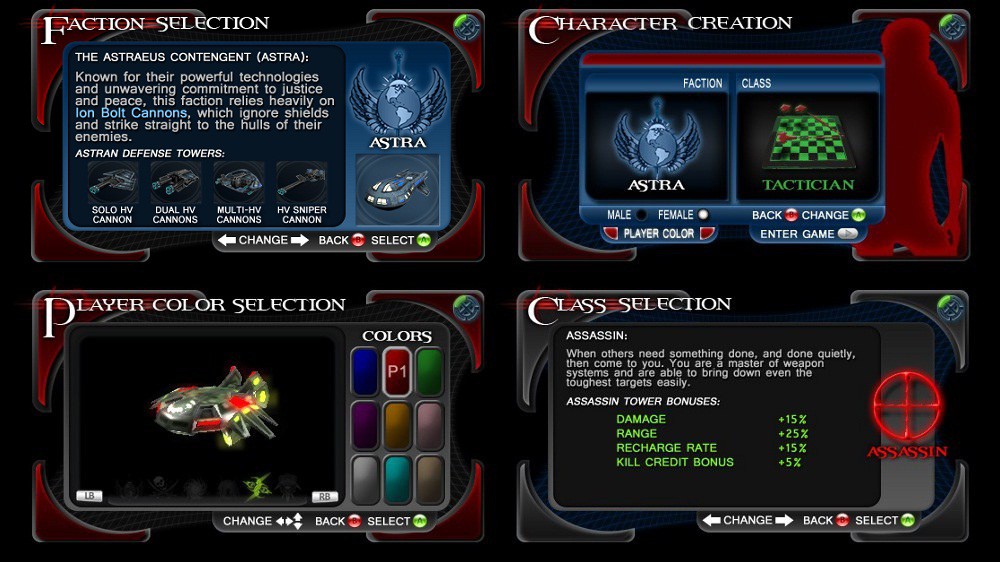 Faction Selection
THE ASTRAEUS CONTENGENT (ASTRA):
Known for their powerful technologies
and unwavering commitment to justice
and peace, this faction relies heavily on
Ion Bolt Cannons, which ignore shields
and strike straight to the hulls of their
enemies.
ASTRA
ASTRAN DEFENSE TOWERS:
SOLO HV
CANNON
DUAL HV
CANNONS
MULTI-HV
CANNONS
HV SNIPER
CANNON
CHANGE BACK B SELECT A
Character Creation
FACTION CLASS
ASTRA
TACTICIAN
MALE FEMALE
PLAYER COLOR
BACK B CHANGE A
ENTER GAME
Player Color Selection
COLORS
P1
LB
RB
CHANGE BACK B SELECT A
Class Selection
ASSASSIN:
When others need something done, and done quietly,
then come to you. You are a master of weapon
systems and are able to bring down even the
toughest targets easily.
ASSASSIN TOWER BONUSES:
DAMAGE +15%
RANGE +25%
RECHARGE RATE +15%
KILL CREDIT BONUS +5%
ASSASSIN
CHANGE BACK B SELECT A